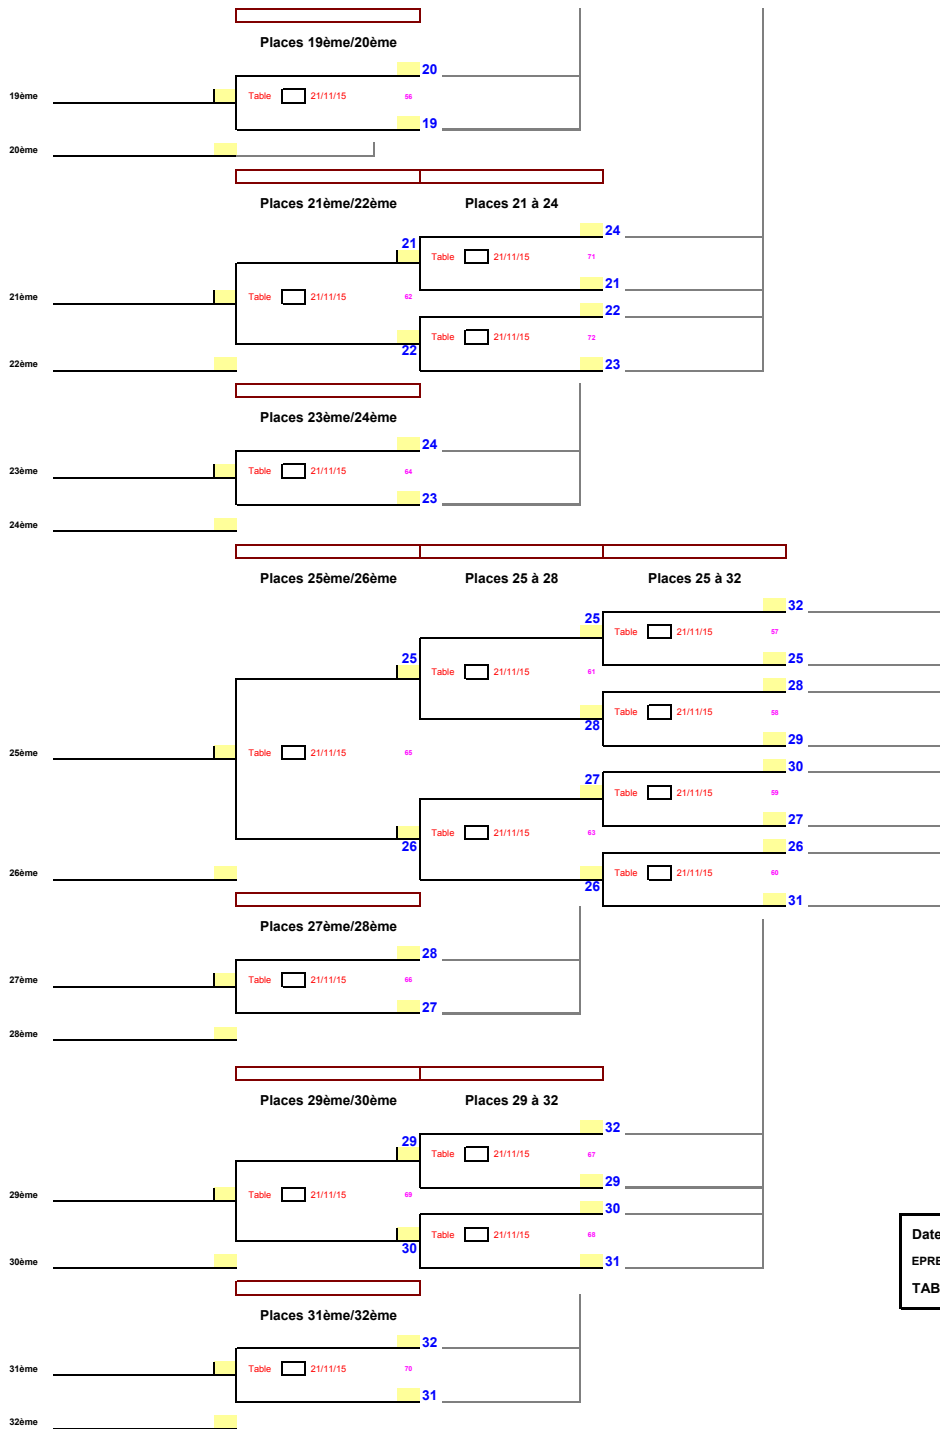 Places 19ème/20ème
20
19ème Table 21/11/15 56
19
20ème
Places 21ème/22ème Places 21 à 24
24
21
Table 21/11/15 71
21
21ème Table 21/11/15 62
22
Table 21/11/15 72
22
22ème 23
Places 23ème/24ème
24
23ème Table 21/11/15 64
23
24ème
Places 25ème/26ème Places 25 à 28 Places 25 à 32
32
25
Table 21/11/15 57
25
25
Table 21/11/15 61
28
Table 21/11/15 58
28
29
25ème Table 21/11/15 65
30
27
Table 21/11/15 59
27
Table 21/11/15 63
26
26
Table 21/11/15 60
26ème
26
31
Places 27ème/28ème
28
27ème Table 21/11/15 66
27
28ème
Places 29ème/30ème Places 29 à 32
32
29
Table 21/11/15 67
29
29ème Table 21/11/15 69
30
Table 21/11/15 68
30
30ème 31
Date
EPRE
TAB
Places 31ème/32ème
32
31ème Table 21/11/15 70
31
32ème